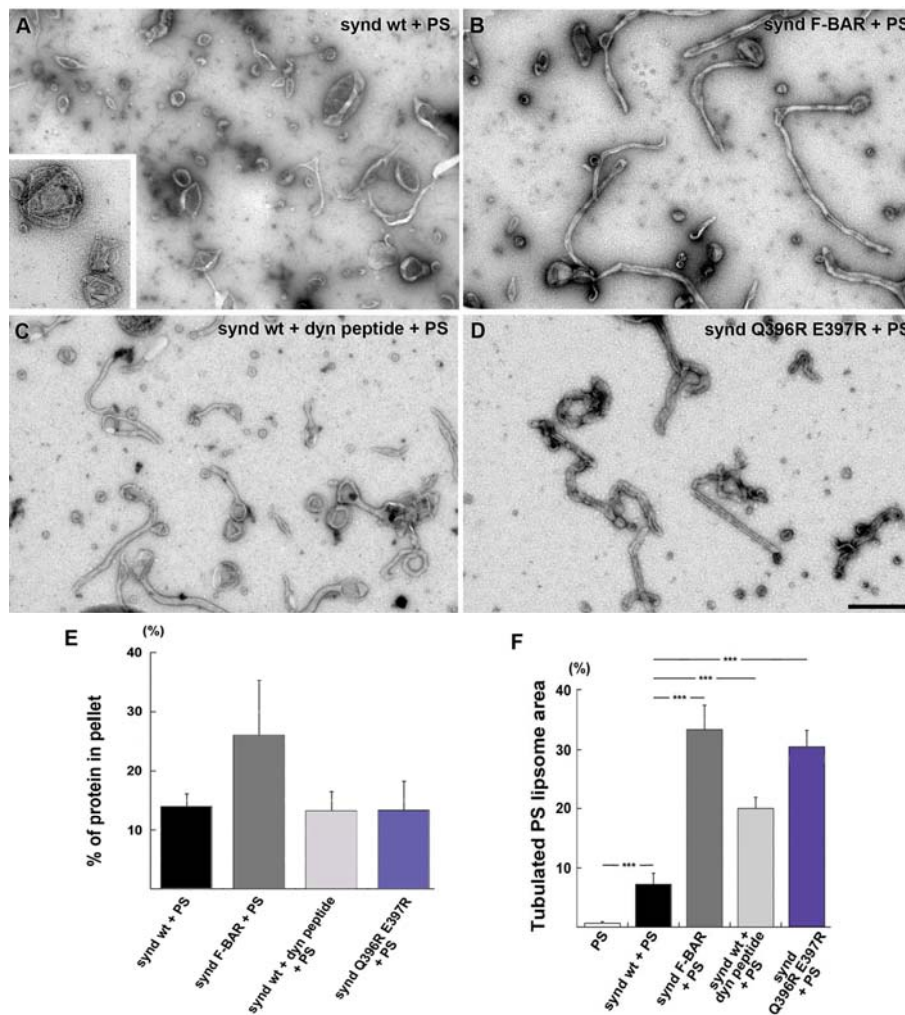 A
synd wt + PS
B
synd F-BAR + PS
C
synd wt + dyn peptide + PS
D
synd Q396R E397R + PS
E
(%)
40
30
20
10
% of protein in pellet
synd wt + PS
synd F-BAR + PS
synd wt + dyn peptide
+ PS
synd Q396R E397R
+ PS
F
(%)
40
30
20
10
Tubulated PS lipsome area
***
***
***
***
PS
synd wt + PS
synd F-BAR
+ PS
synd wt +
dyn peptide
+ PS
synd
Q396R E397R
+ PS